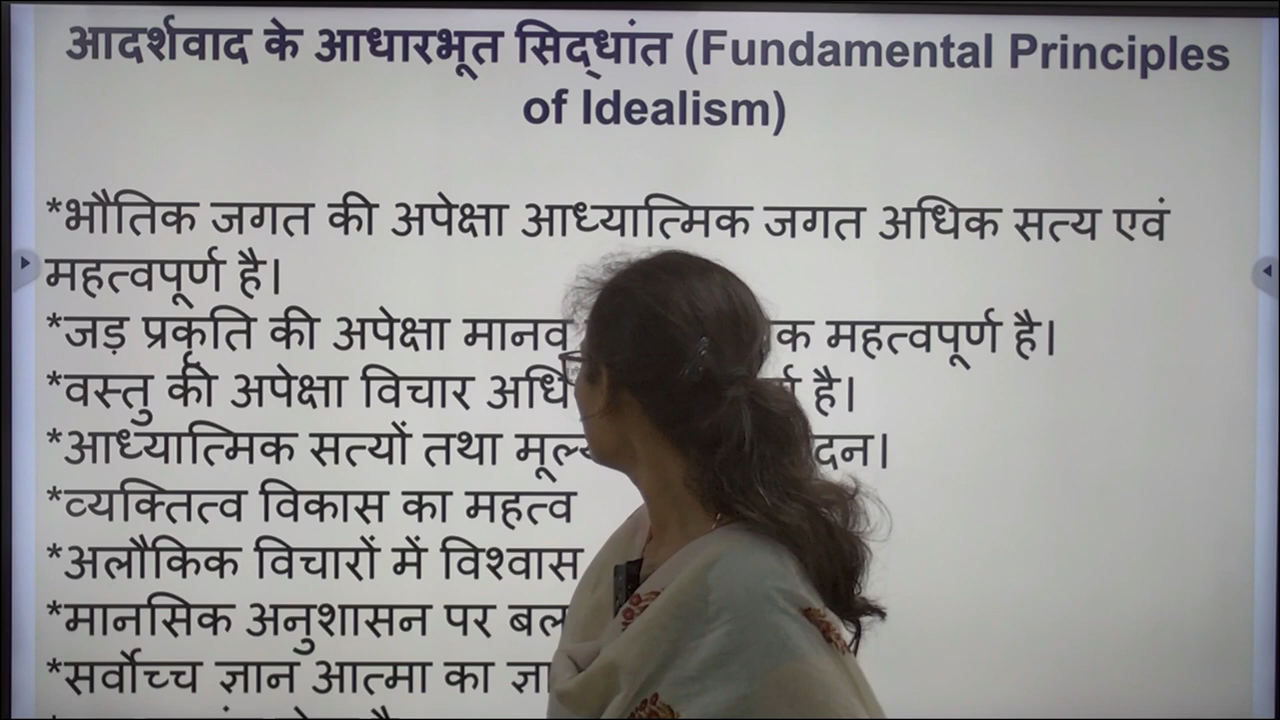 आदर्शवाद के आधारभूत सिद्धांत (Fundamental Principles
of Idealism)
*भौतिक जगत की अपेक्षा आध्यात्मिक जगत अधिक सत्य एवं
महत्वपूर्ण है।
*जड़ प्रकृति की अपेक्षा मानव महत्वपूर्ण है।
*वस्तु की अपेक्षा विचार है।
*आध्यात्मिक सत्यों तथा
*व्यक्तित्व विकास का महत्व
*अलौकिक विचारों में विश्वास
*मानसिक अनुशासन पर बल
*सर्वोच्च ज्ञान आत्मा का